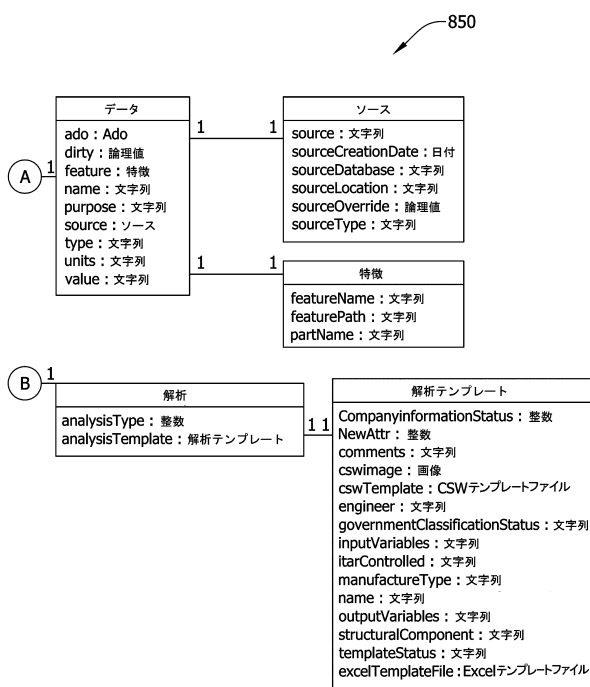 850
データ
ado : Ado
dirty : 論理値
feature : 特徴
name : 文字列
purpose : 文字列
source : ソース
type : 文字列
units : 文字列
value : 文字列
A
1
1 1
ソース
source : 文字列
sourceCreationDate : 日付
sourceDatabase : 文字列
sourceLocation : 文字列
sourceOverride : 論理値
sourceType : 文字列
1 1
特徴
featureName : 文字列
featurePath : 文字列
partName : 文字列
B
1
解析
analysisType : 整数
analysisTemplate : 解析テンプレート
1 1
解析テンプレート
CompanyinformationStatus : 整数
NewAttr : 整数
comments : 文字列
cswimage : 画像
cswTemplate : CSWテンプレートファイル
engineer : 文字列
governmentClassificationStatus : 文字列
inputVariables : 文字列
itarControlled : 文字列
manufactureType : 文字列
name : 文字列
outputVariables : 文字列
structuralComponent : 文字列
templateStatus : 文字列
excelTemplateFile : Excelテンプレートファイル